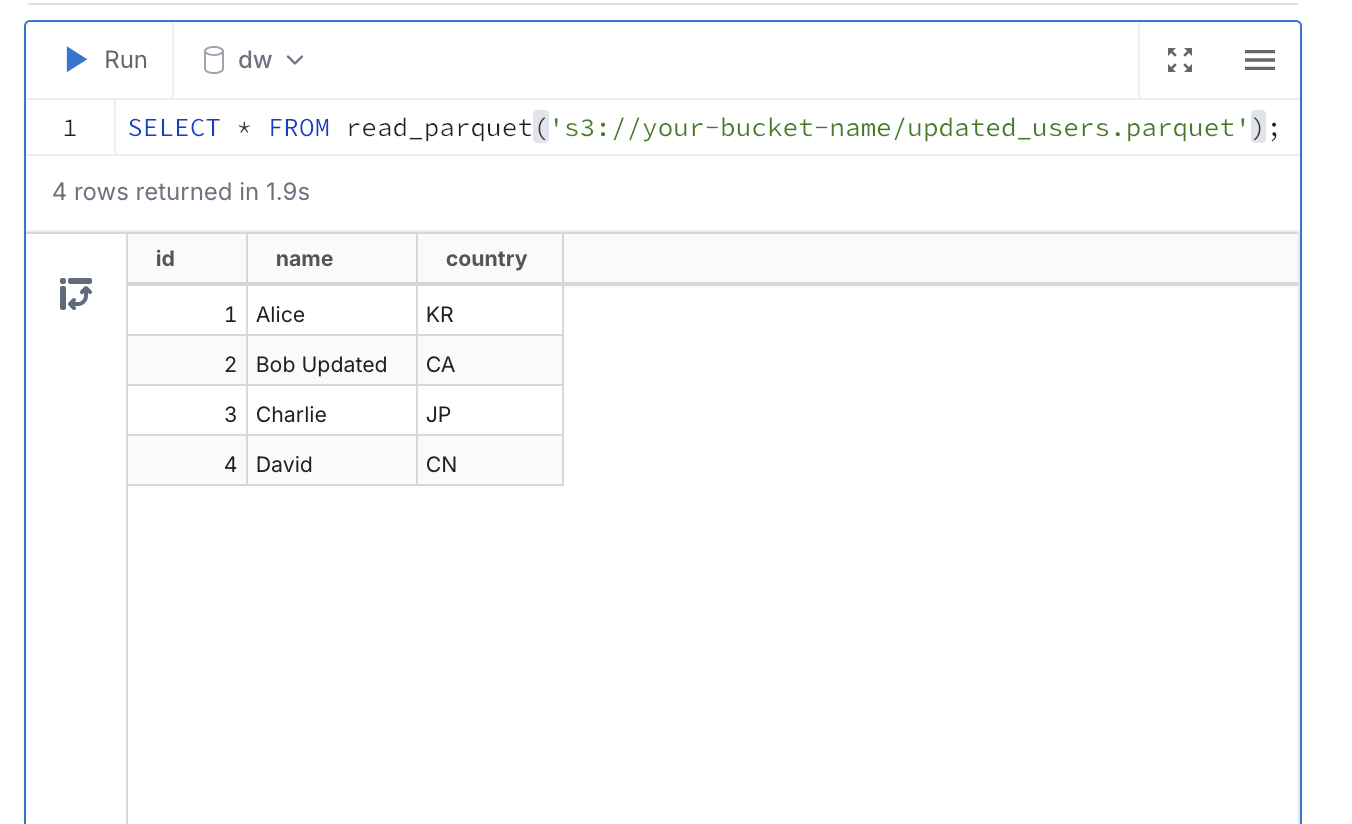 Run dw
1 SELECT * FROM read_parquet('s3://your-bucket-name/updated_users.parquet');
4 rows returned in 1.9s
id name country
1 Alice KR
2 Bob Updated CA
3 Charlie JP
4 David CN